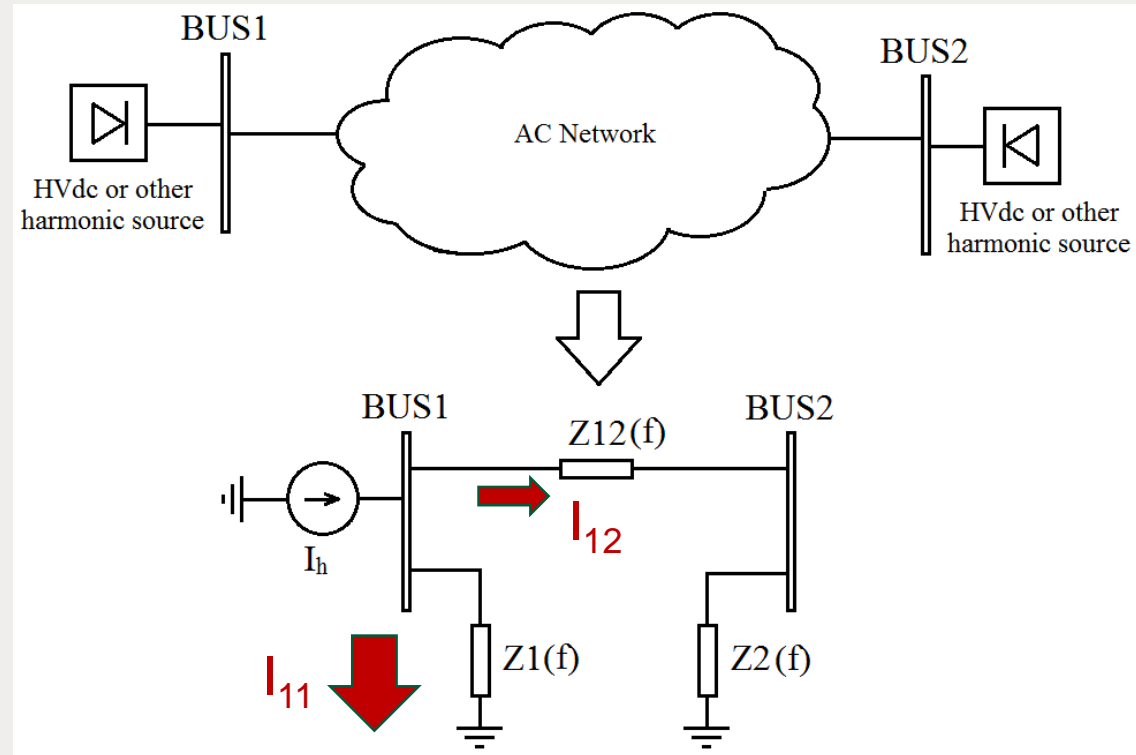 BUS1
BUS2
AC Network
HVdc or other
harmonic source
HVdc or other
harmonic source
BUS1
BUS2
Z12(f)
I12
Ih
Z1(f)
Z2(f)
I11